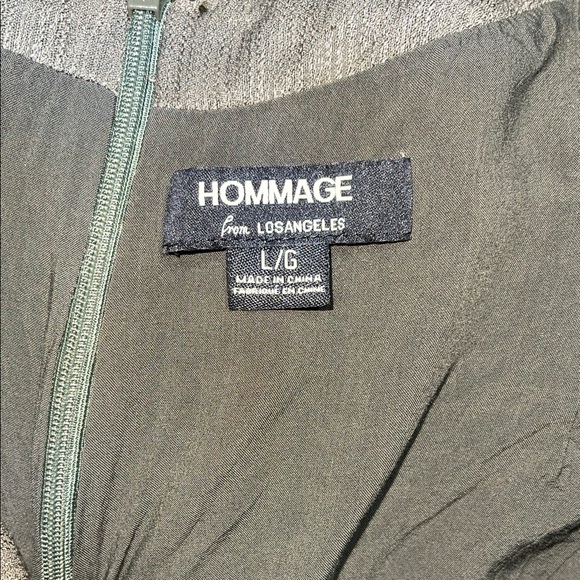 HOMMAGE
from LOSANGELES
L/G
MADE IN CHINA
FABRIQUE EN CHINE